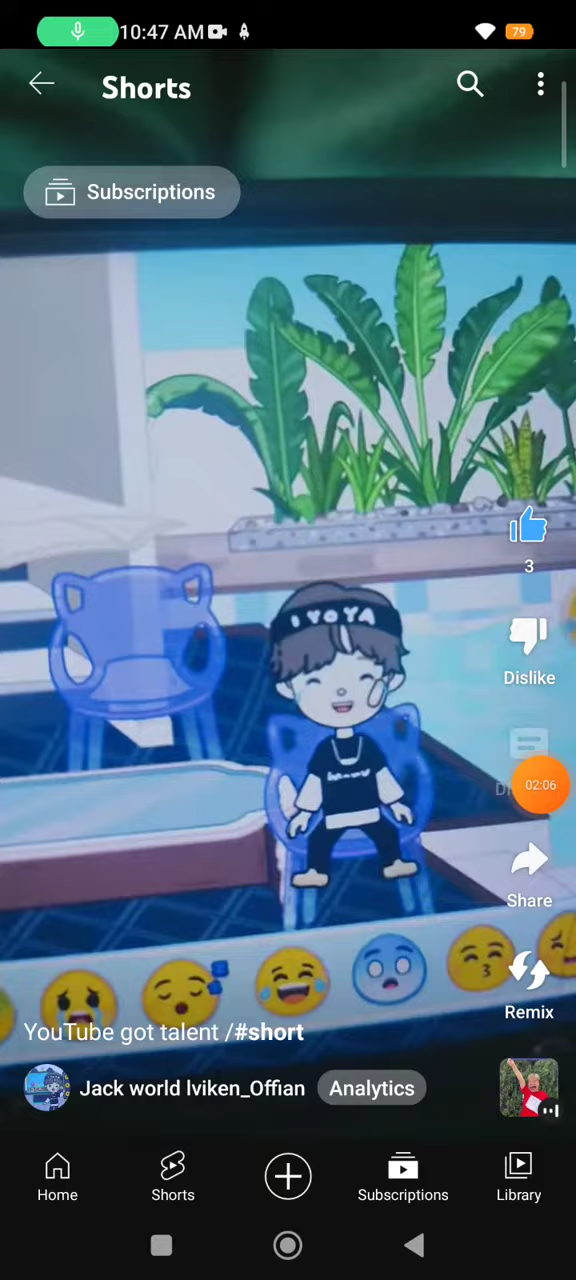 10:47 AM
79
Shorts
Subscriptions
IYOYA
3
Dislike
02:06
Share
Remix
YouTube got talent /#short
Jack world lviken_Offian
Analytics
Home
Shorts
Subscriptions
Library